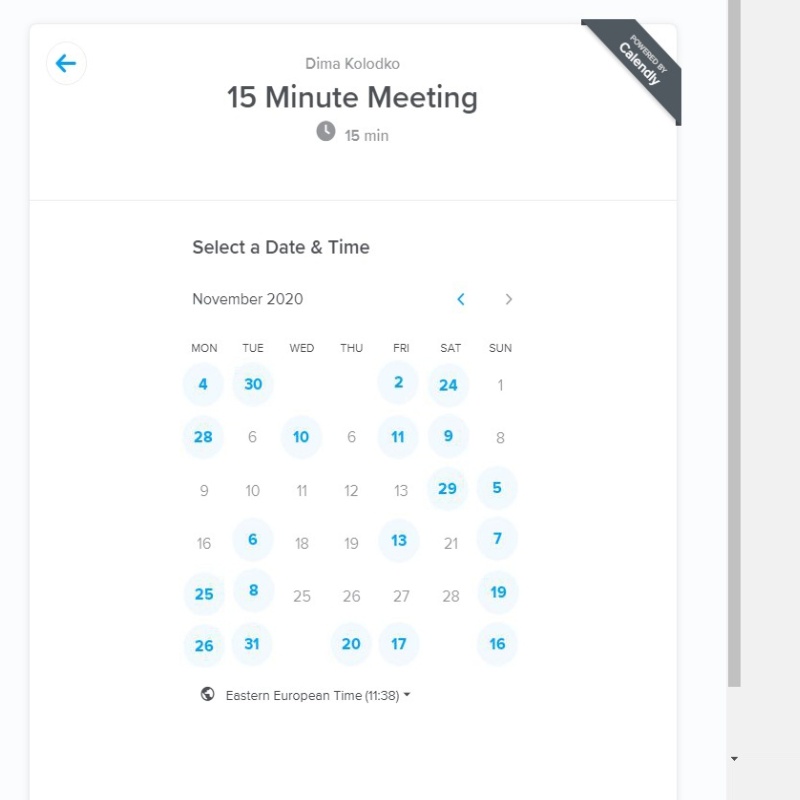 POWERED BY
Calendly
Dima Kolodko
15 Minute Meeting
15 min
Select a Date & Time
November 2020
MON TUE WED THU FRI SAT SUN
4 30 2 24 1
28 6 10 6 11 9 8
9 10 11 12 13 29 5
16 6 18 19 13 21 7
25 8 25 26 27 28 19
26 31 20 17 16
Eastern European Time (11:38)